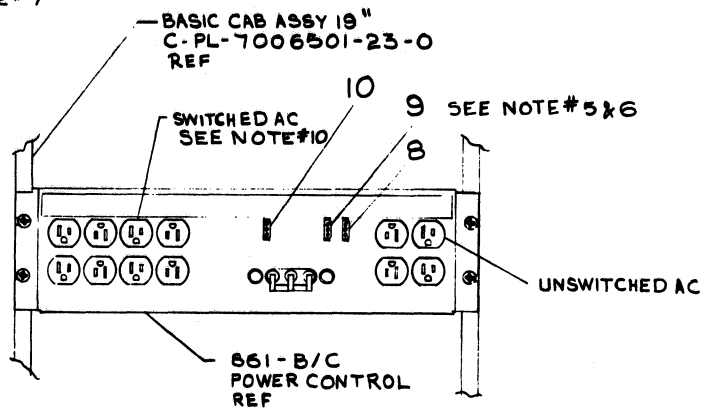 BASIC CAB ASSY 19"
C-PL-7006501-23-0
REF
10
9 SEE NOTE#5&6
SWITCHED AC
SEE NOTE#10
8
UNSWITCHED AC
861-B/C
POWER CONTROL
REF